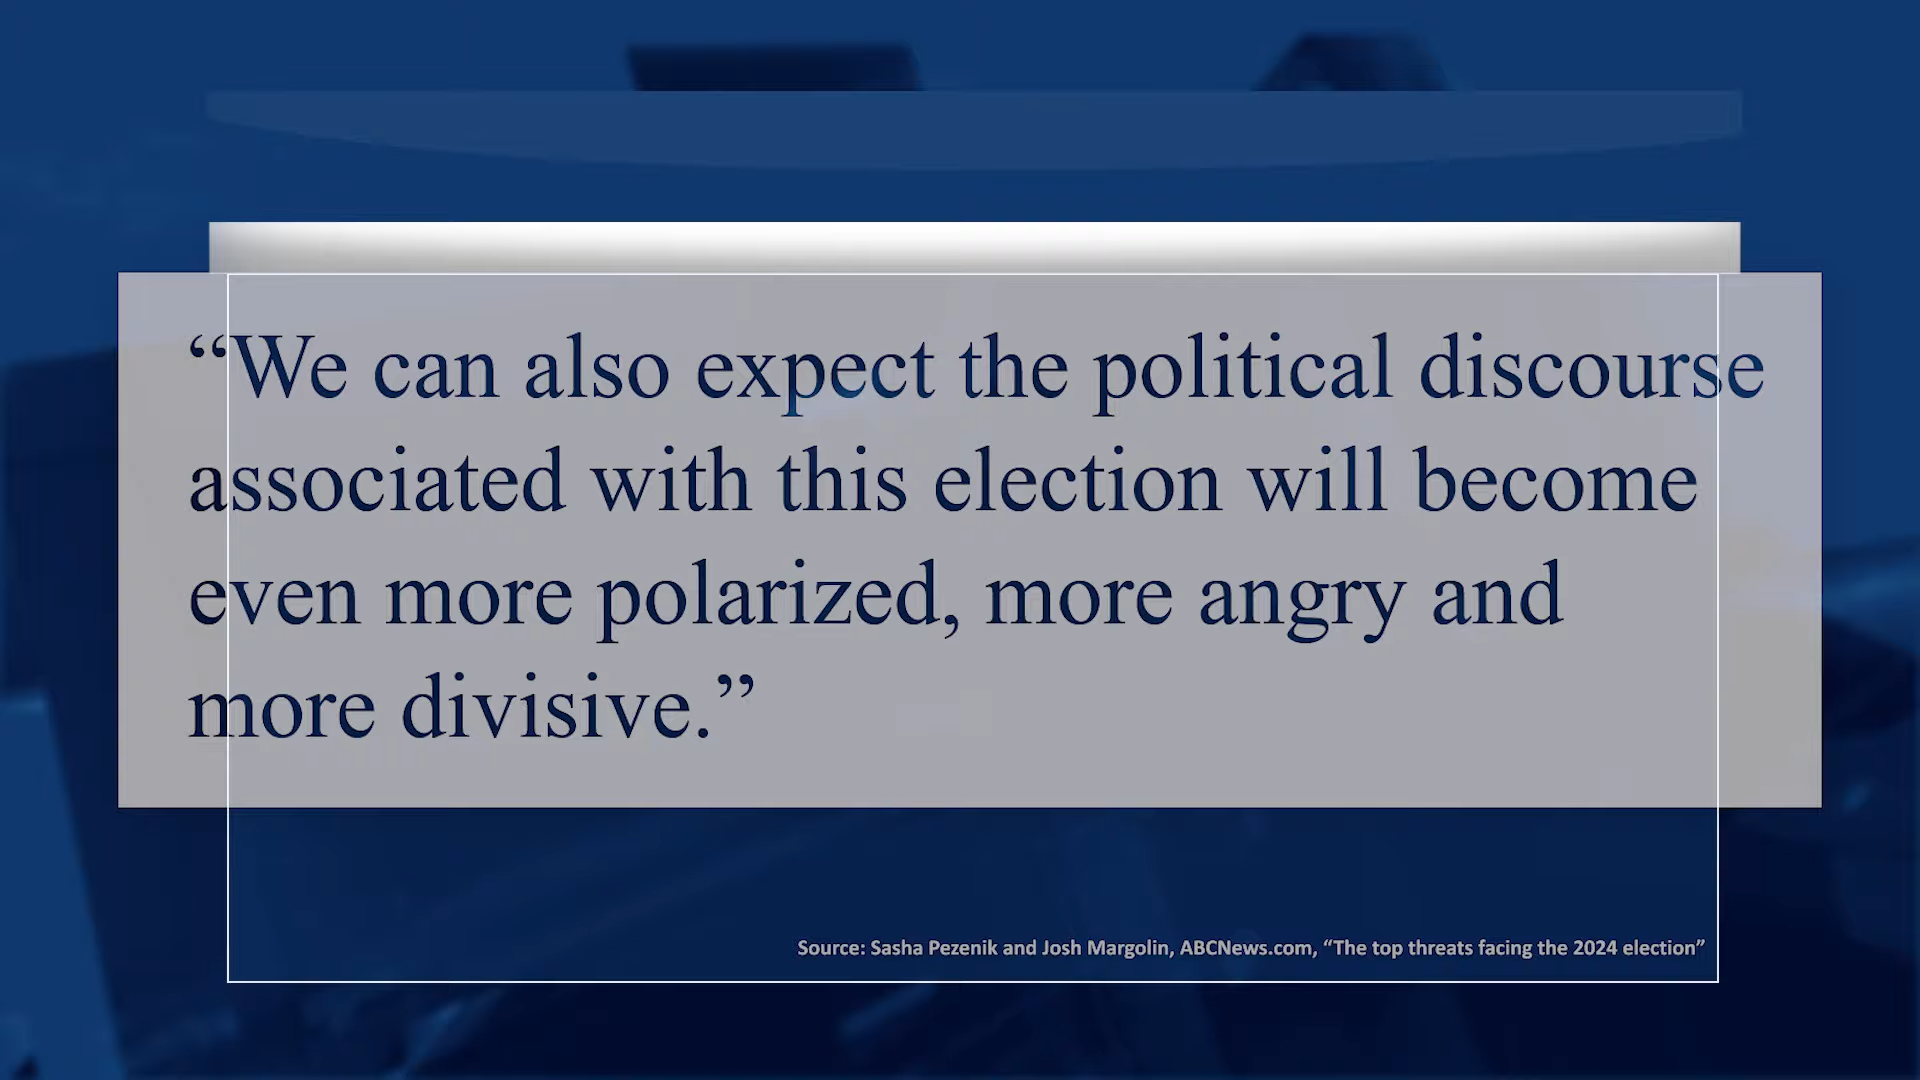 “We can also expect the political discourse
associated with this election will become
even more polarized, more angry and
more divisive.”
Source: Sasha Pezenik and Josh Margolin, ABCNews.com, “The top threats facing the 2024 election”